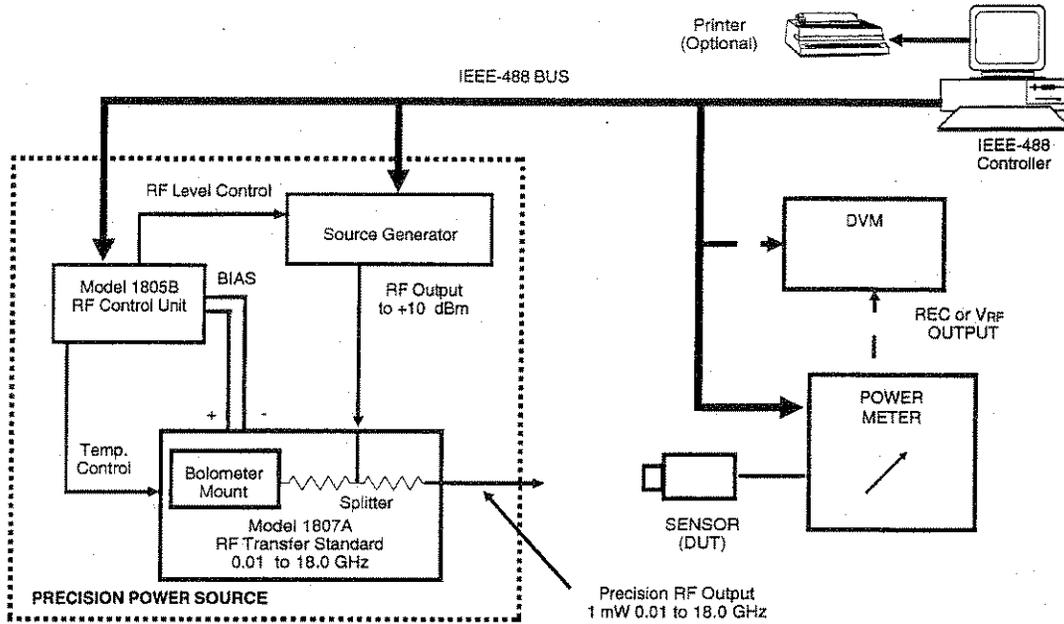 Printer
(Optional)
IEEE-488 BUS
IEEE-488
Controller
RF Level Control
Source Generator
DVM
Model 1805B
RF Control Unit
BIAS
RF Output
to +10 dBm
REC or VRF
OUTPUT
POWER
METER
+ -
Temp.
Control
Bolometer
Mount
Splitter
Model 1807A
RF Transfer Standard
0.01 to 18.0 GHz
SENSOR
(DUT)
PRECISION POWER SOURCE
Precision RF Output
1 mW 0.01 to 18.0 GHz